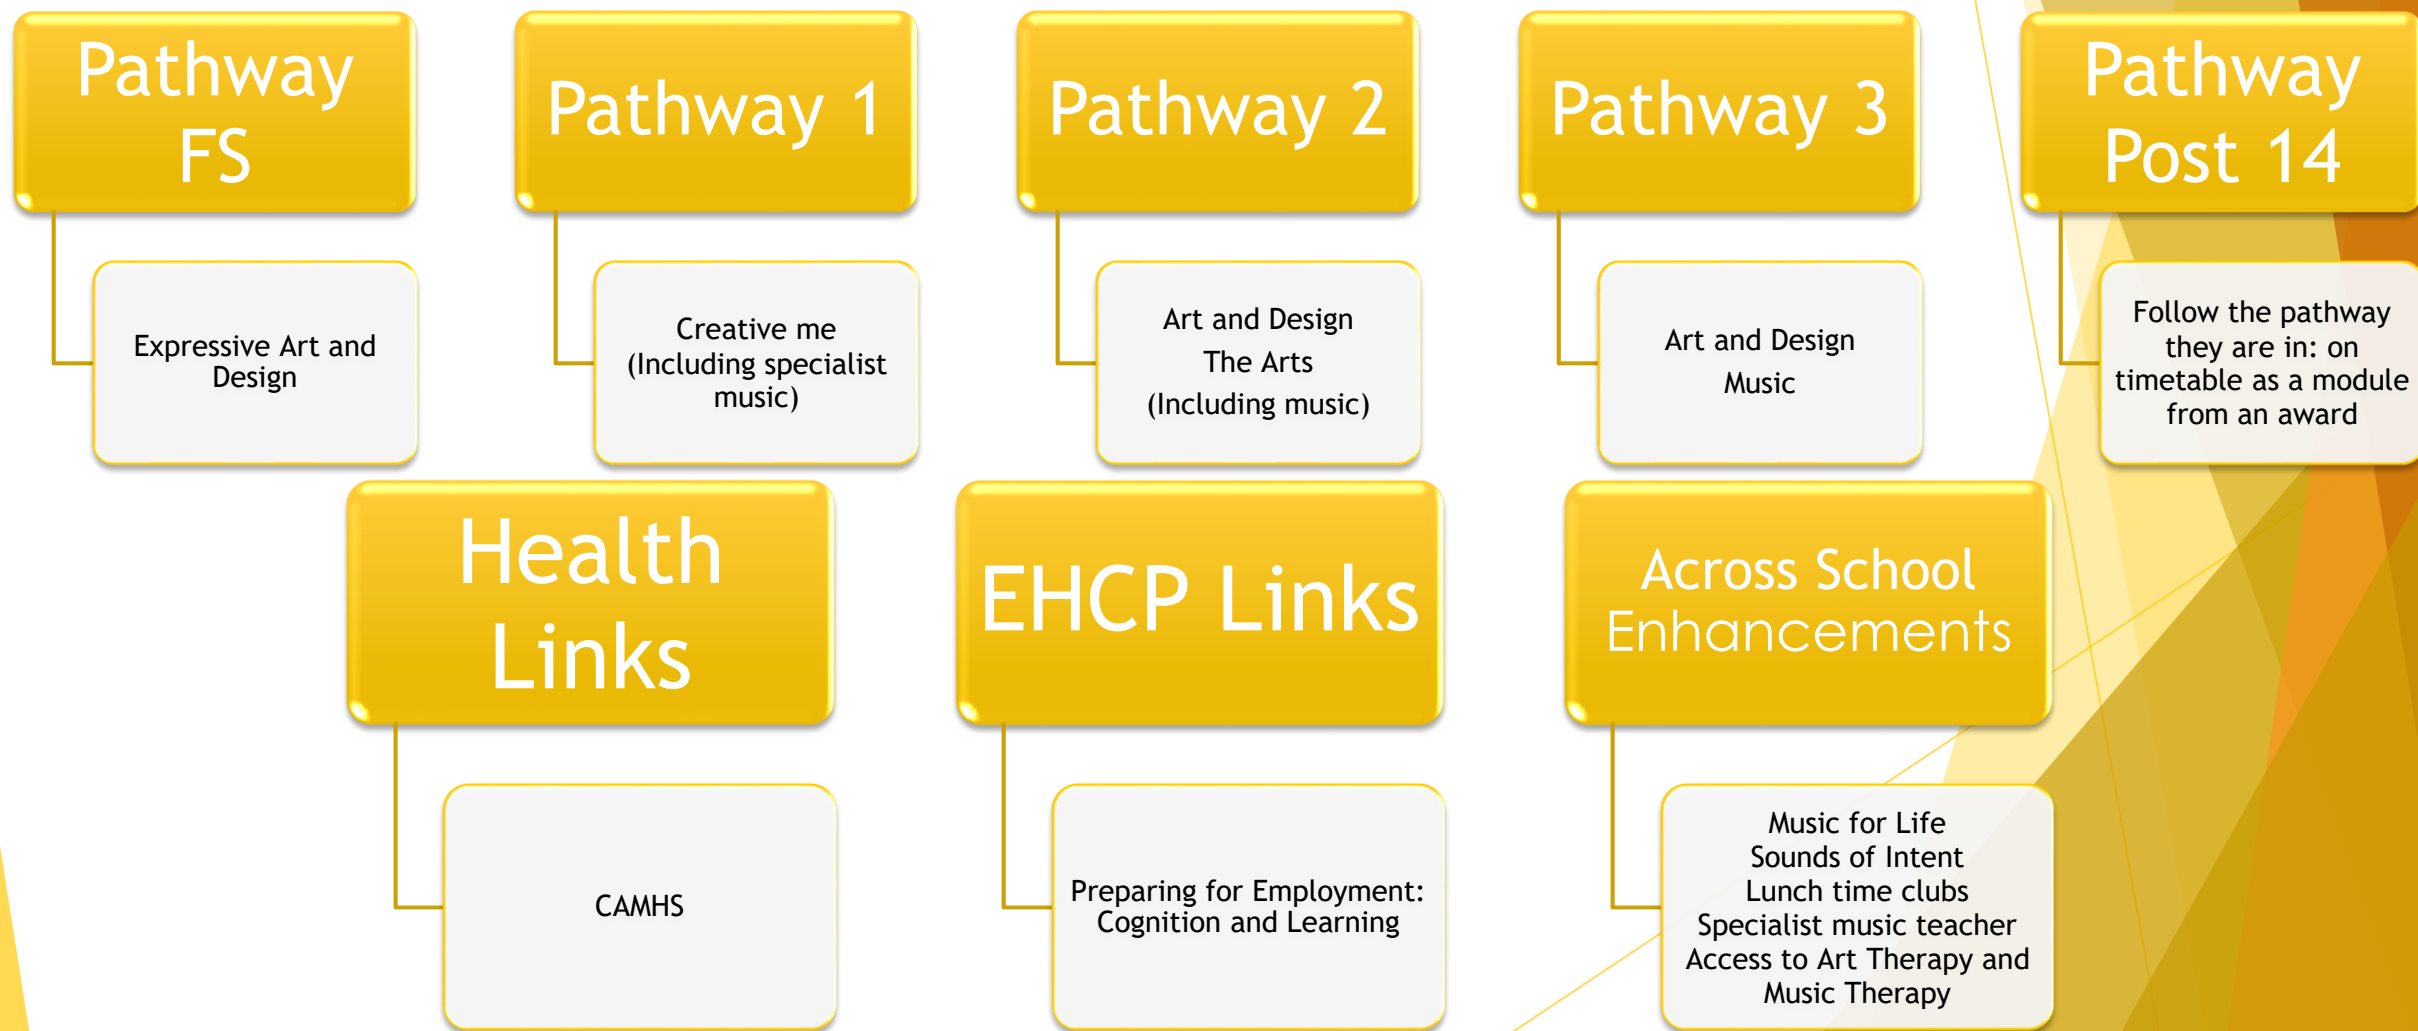 Pathway
FS
Expressive Art and
Design
Pathway 1
Creative me
(Including specialist
music)
Pathway 2
Art and Design
The Arts
(Including music)
Pathway 3
Art and Design
Music
Pathway
Post 14
Follow the pathway
they are in: on
timetable as a module
from an award
Health
Links
CAMHS
EHCP Links
Preparing for Employment:
Cognition and Learning
Across School
Enhancements
Music for Life
Sounds of Intent
Lunch time clubs
Specialist music teacher
Access to Art Therapy and
Music Therapy